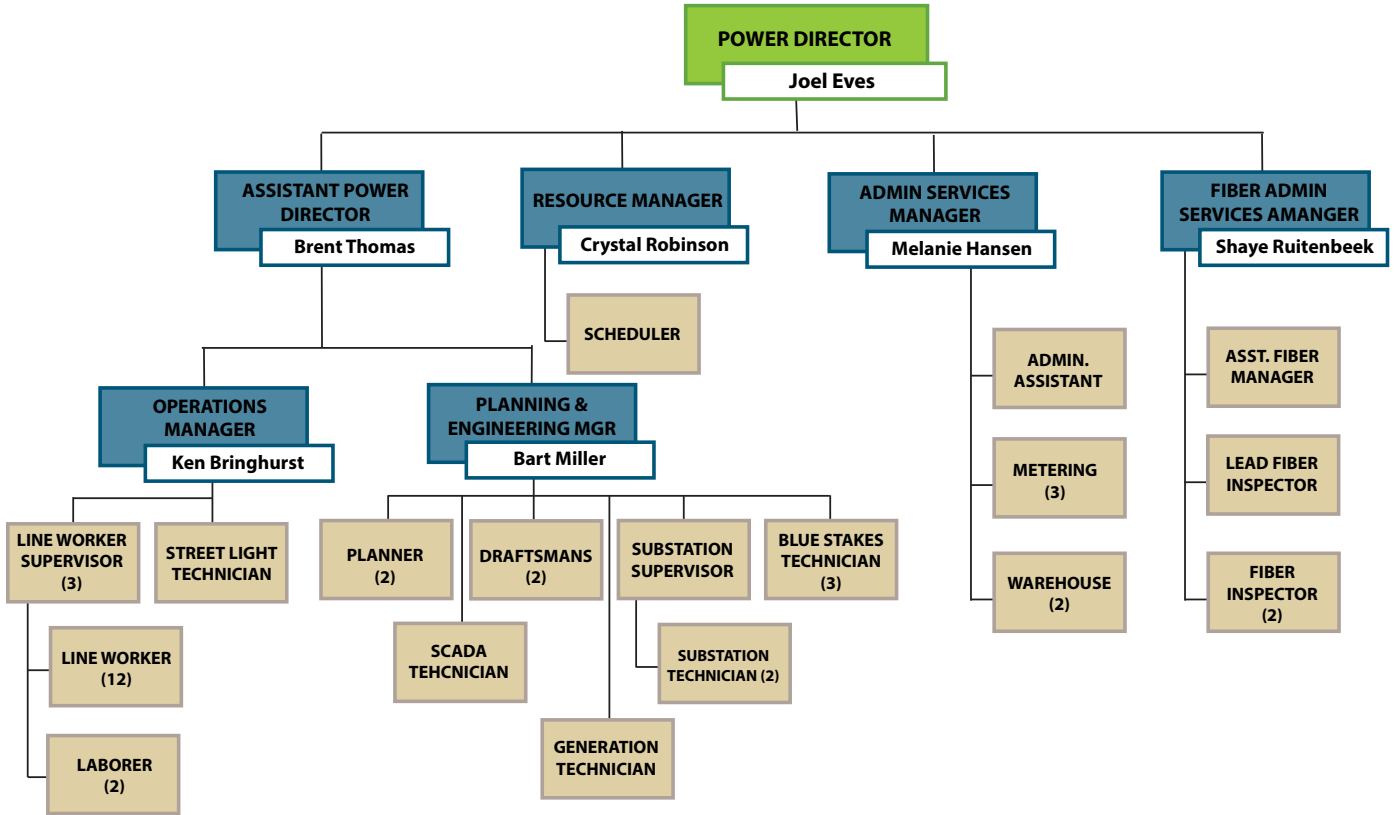 POWER DIRECTOR
Joel Eves
ASSISTANT POWER
DIRECTOR
Brent Thomas
RESOURCE MANAGER
Crystal Robinson
ADMIN SERVICES
MANAGER
Melanie Hansen
FIBER ADMIN
SERVICES AMANGER
Shaye Ruitenbeek
SCHEDULER
OPERATIONS
MANAGER
Ken Bringhurst
PLANNING &
ENGINEERING MGR
Bart Miller
LINE WORKER
SUPERVISOR
(3)
STREET LIGHT
TECHNICIAN
LINE WORKER
(12)
LABORER
(2)
PLANNER
(2)
SCADA
TEHCNICIAN
DRAFTSMANS
(2)
GENERATION
TECHNICIAN
SUBSTATION
SUPERVISOR
SUBSTATION
TECHNICIAN (2)
BLUE STAKES
TECHNICIAN
(3)
ADMIN.
ASSISTANT
METERING
(3)
WAREHOUSE
(2)
ASST. FIBER
MANAGER
LEAD FIBER
INSPECTOR
FIBER
INSPECTOR
(2)